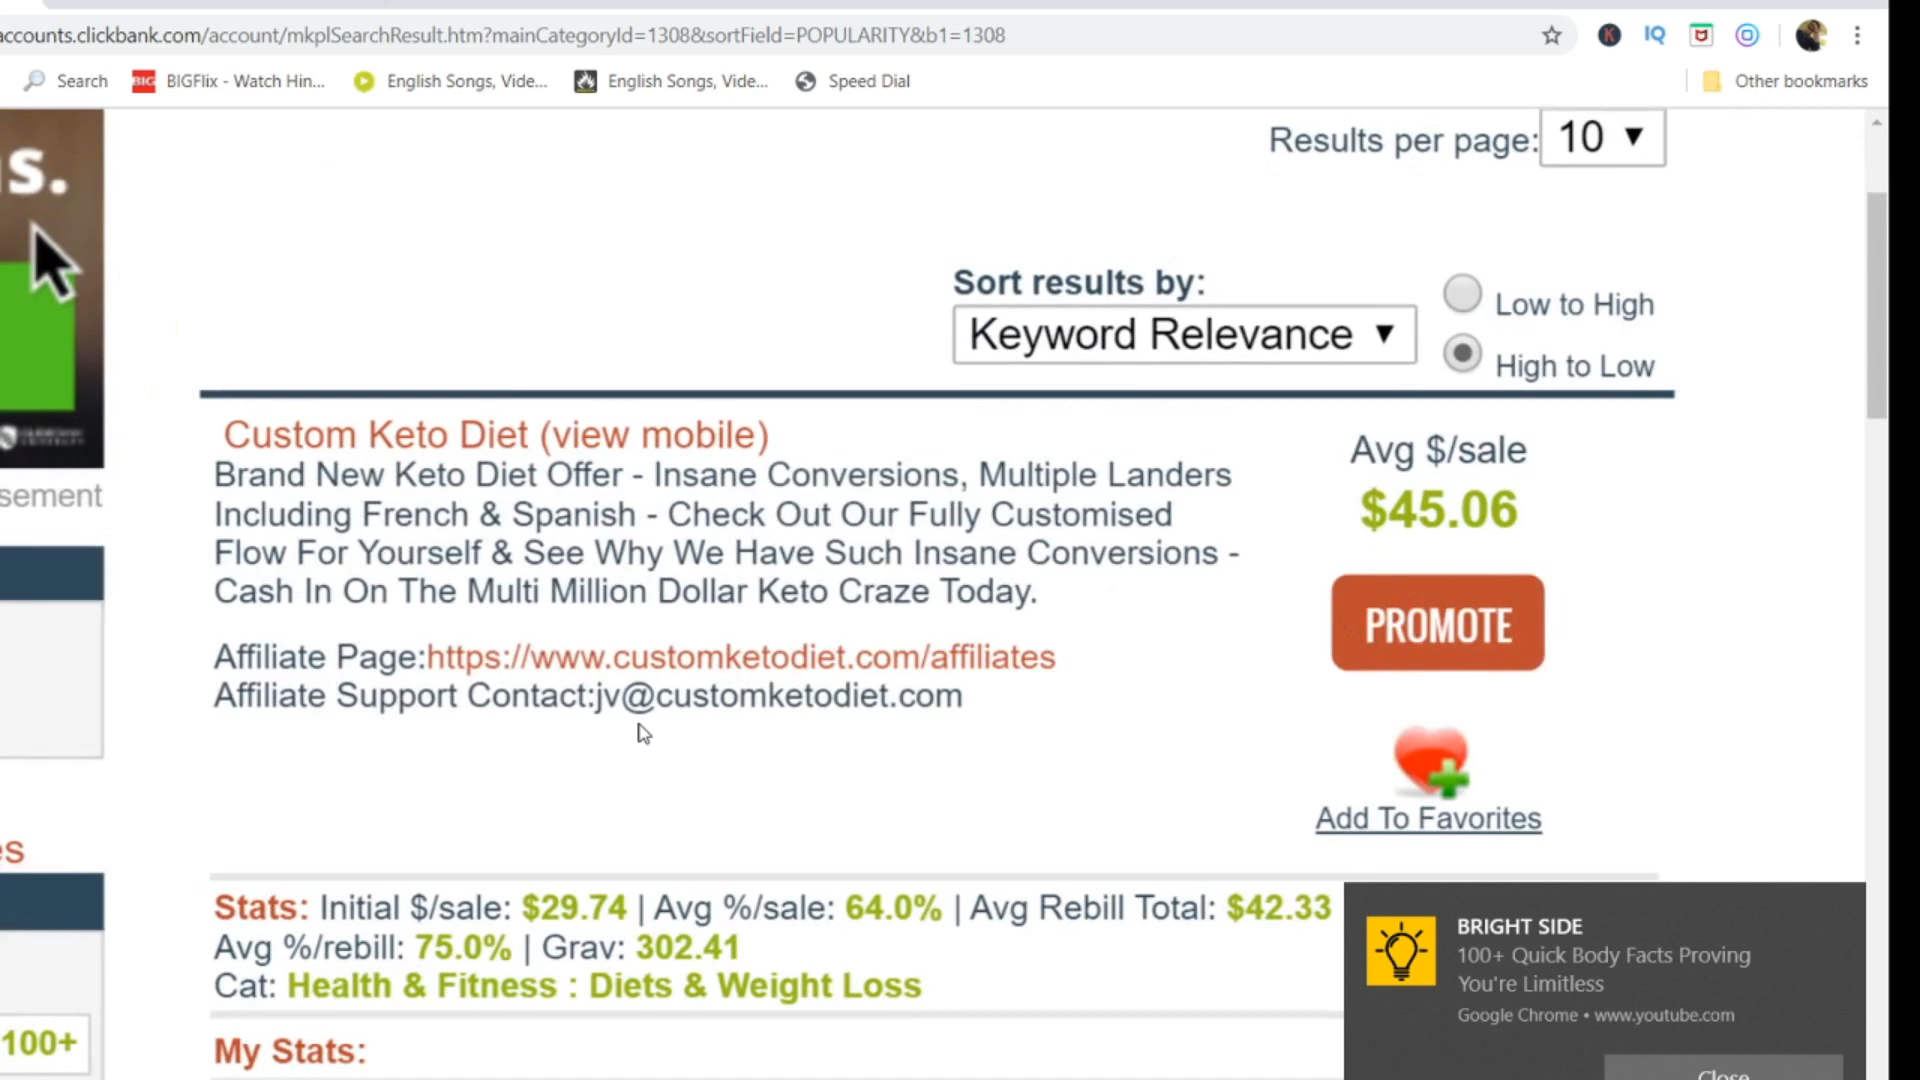 accounts.clickbank.com/account/mkplSearchResult.htm?mainCategoryId=1308&sortField=POPULARITY&b1=1308
K
IQ
Search
BIG
BIGFlix - Watch Hin...
English Songs, Vide...
English Songs, Vide...
Speed Dial
Other bookmarks
s.
Results per page: 10
Sort results by:
Keyword Relevance
Low to High
High to Low
Custom Keto Diet (view mobile)
Brand New Keto Diet Offer - Insane Conversions, Multiple Landers
Including French & Spanish - Check Out Our Fully Customised
Flow For Yourself & See Why We Have Such Insane Conversions -
Cash In On The Multi Million Dollar Keto Craze Today.
Avg $/sale
$45.06
PROMOTE
sement
Affiliate Page:https://www.customketodiet.com/affiliates
Affiliate Support Contact:jv@customketodiet.com
Add To Favorites
es
Stats: Initial $/sale: $29.74 | Avg %/sale: 64.0% | Avg Rebill Total: $42.33
Avg %/rebill: 75.0% | Grav: 302.41
Cat: Health & Fitness : Diets & Weight Loss
100+
My Stats:
BRIGHT SIDE
100+ Quick Body Facts Proving
You're Limitless
Google Chrome • www.youtube.com
Close